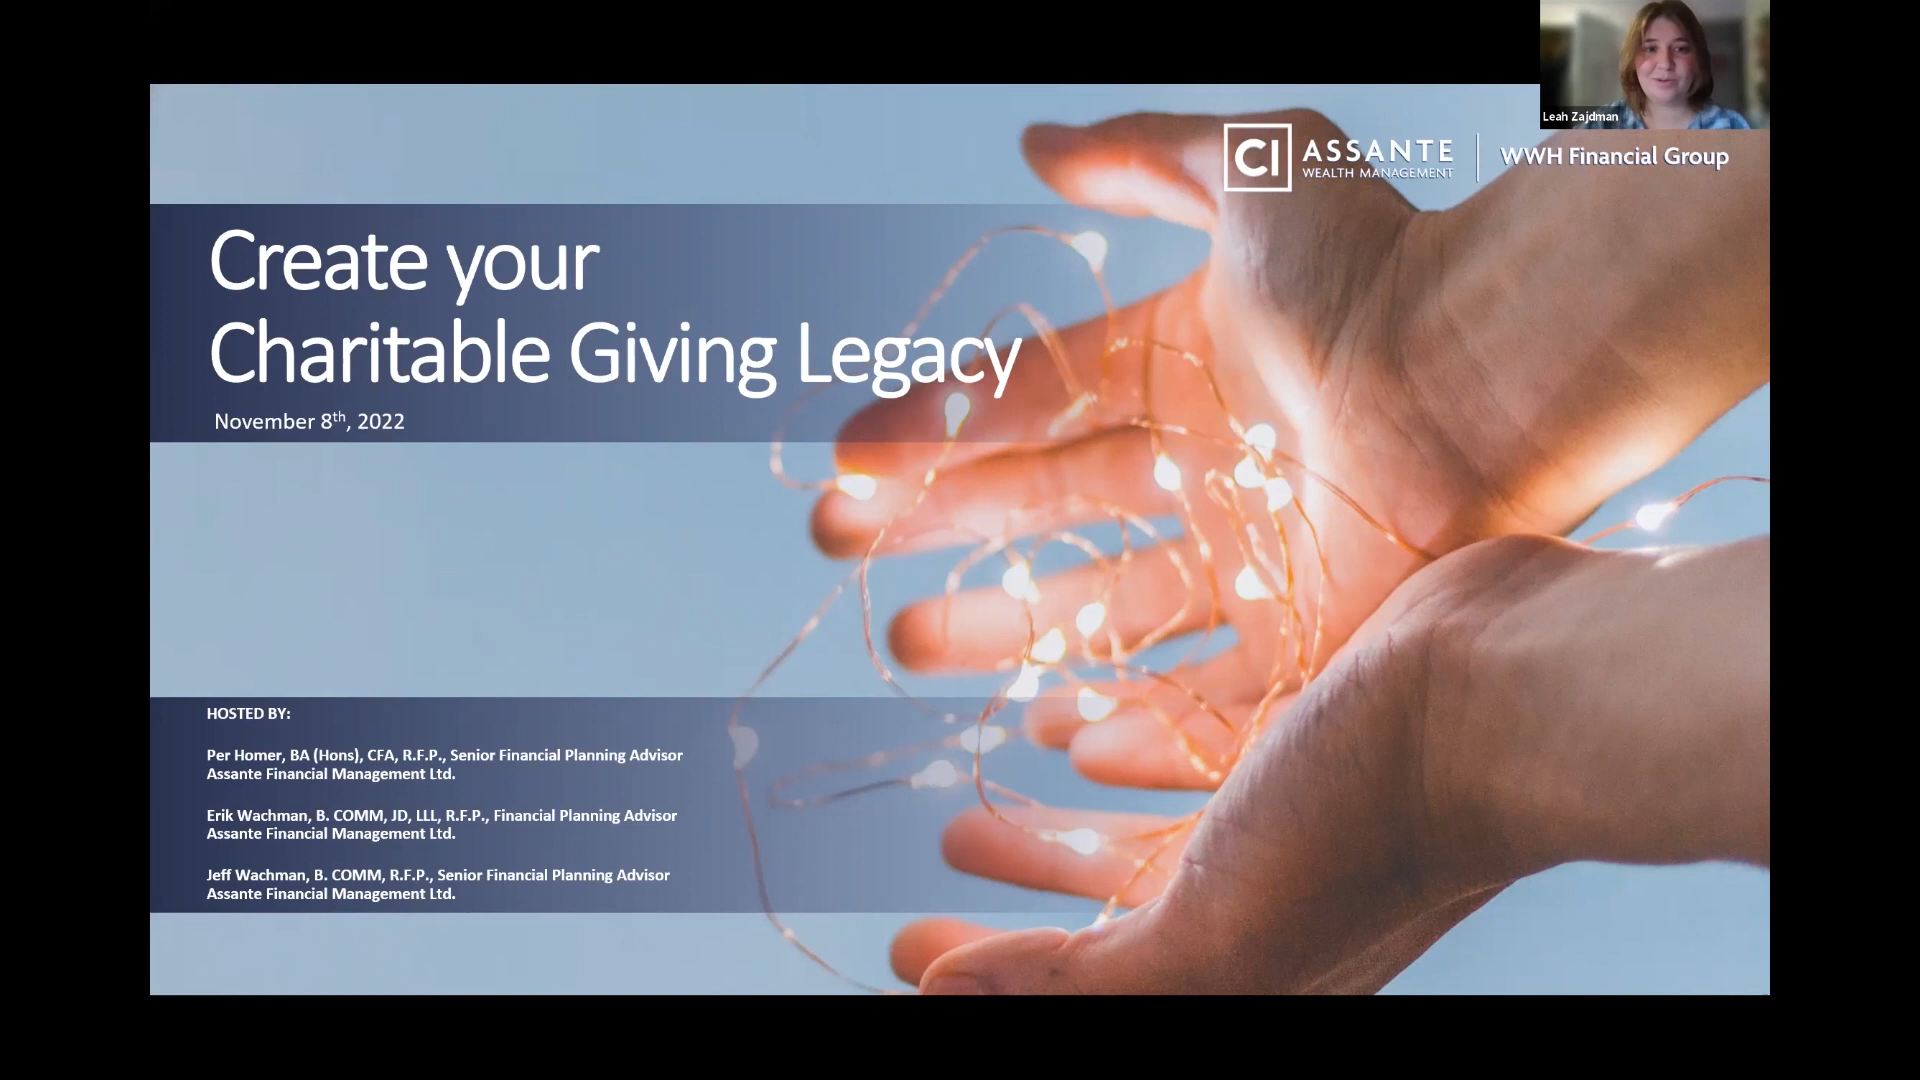 Leah Zajdman
CI ASSANTE WEALTH MANAGEMENT | WWH Financial Group
Create your
Charitable Giving Legacy
November 8th, 2022
HOSTED BY:
Per Homer, BA (Hons), CFA, R.F.P., Senior Financial Planning Advisor
Assante Financial Management Ltd.
Erik Wachman, B. COMM, JD, LLL, R.F.P., Financial Planning Advisor
Assante Financial Management Ltd.
Jeff Wachman, B. COMM, R.F.P., Senior Financial Planning Advisor
Assante Financial Management Ltd.